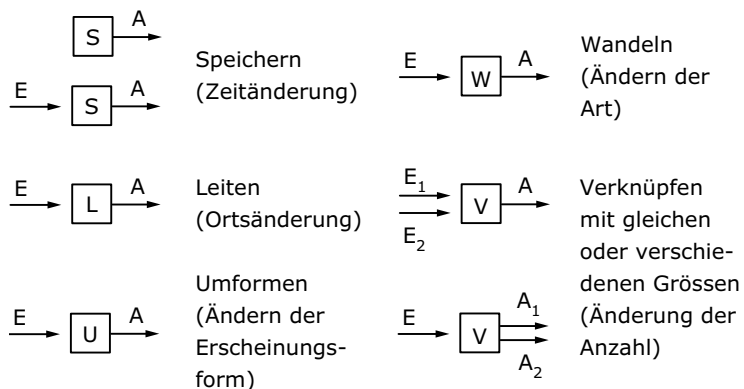 A
S
E
A
S
Speichern
(Zeitänderung)
E
A
L
Leiten
(Ortsänderung)
E
A
U
Umformen
(Ändern der
Erscheinungs-
form)
E
A
W
Wandeln
(Ändern der
Art)
E1
A
V
E2
Verknüpfen
mit gleichen
oder verschie-
denen Grössen
(Änderung der
Anzahl)
E
A1
V
A2